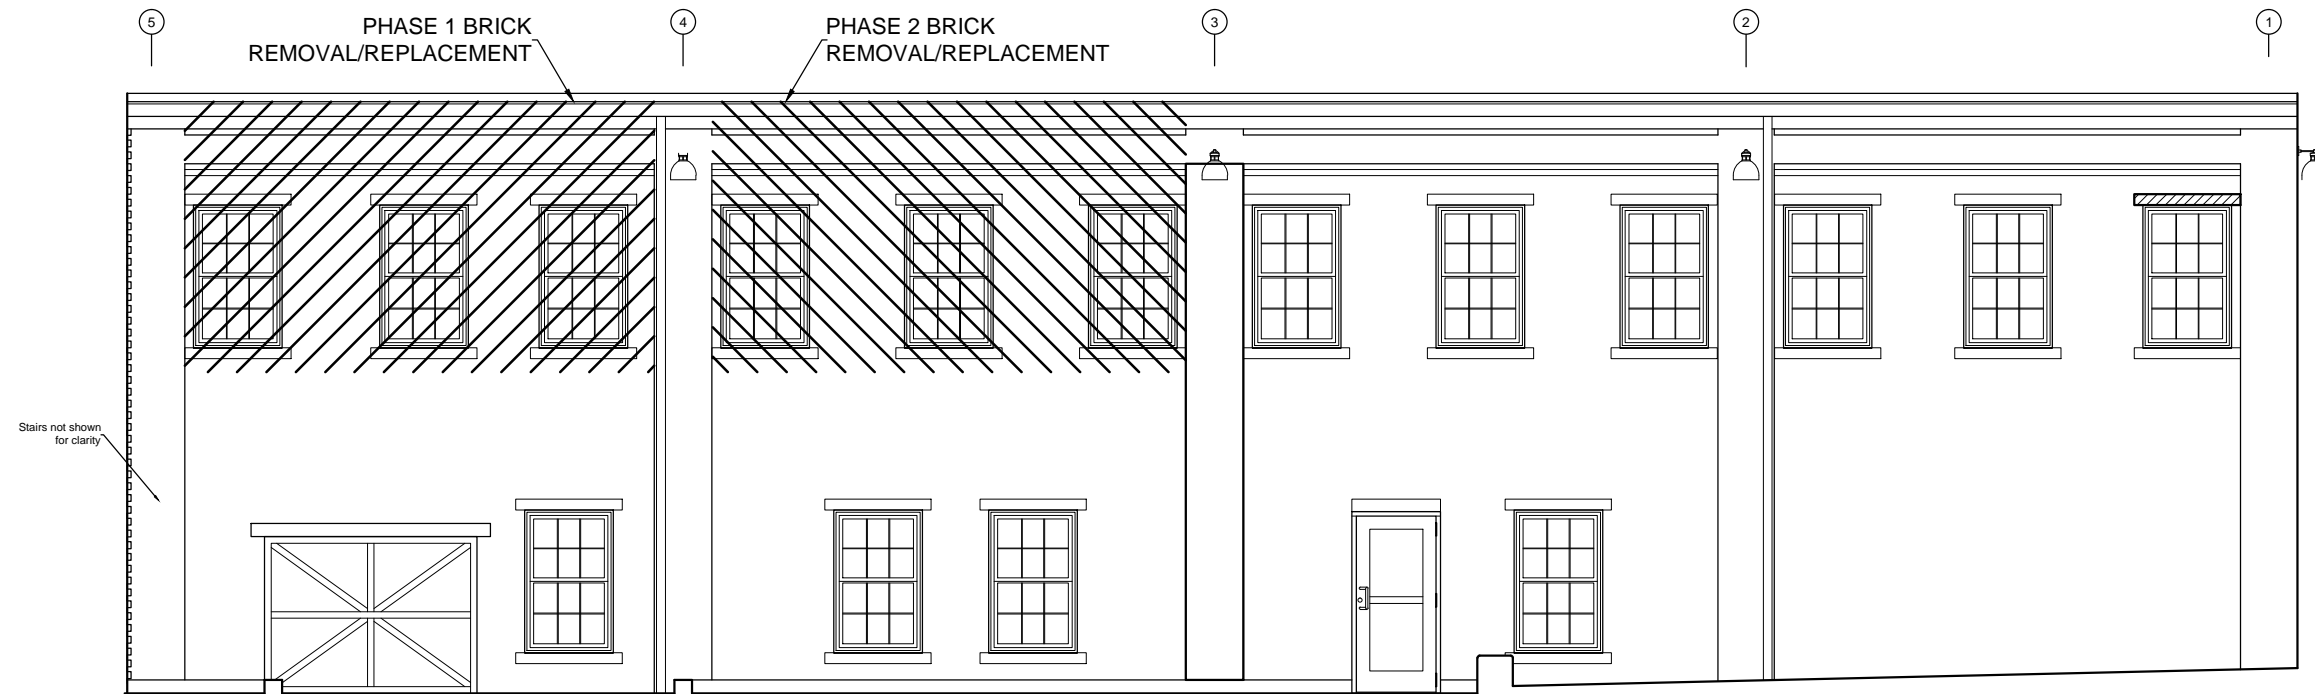 5
PHASE 1 BRICK
REMOVAL/REPLACEMENT
4
PHASE 2 BRICK
REMOVAL/REPLACEMENT
3
2
1
Stairs not shown
for clarity